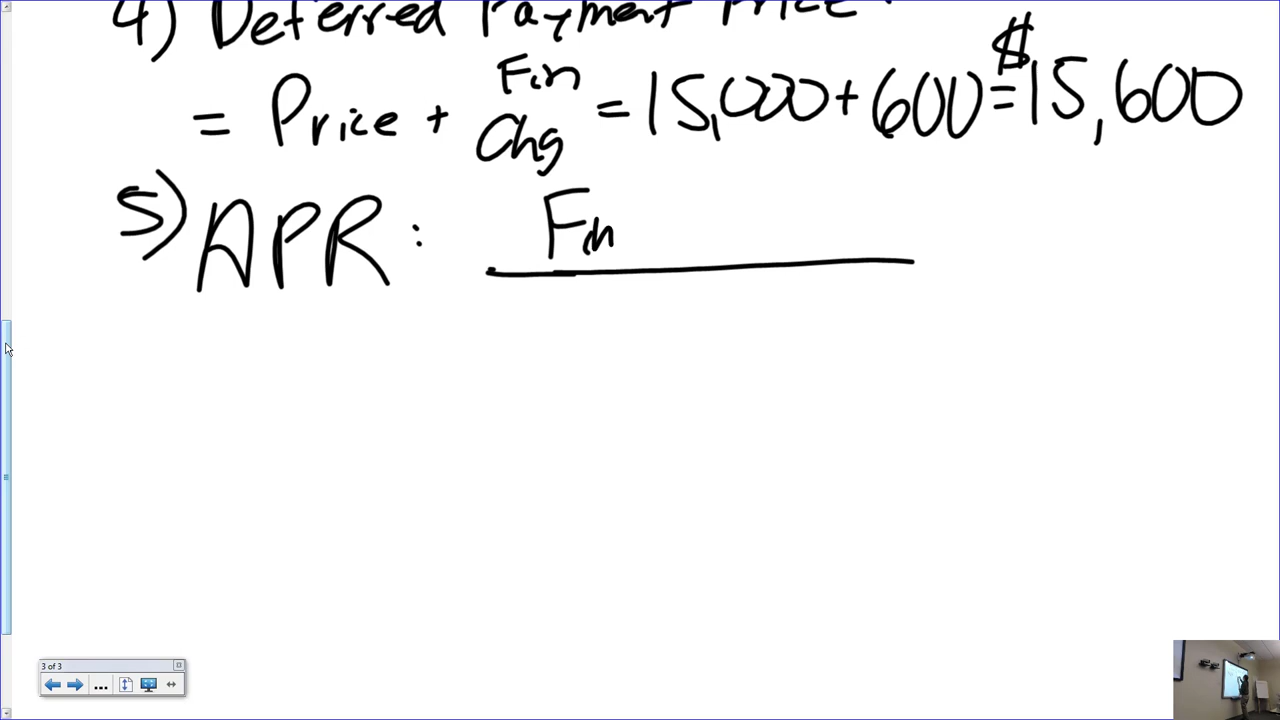 4) Deferred Payment Price:
= Price + Fin Chg = 15,000 + 600 = $15,600
5) APR: Fin
3 of 3